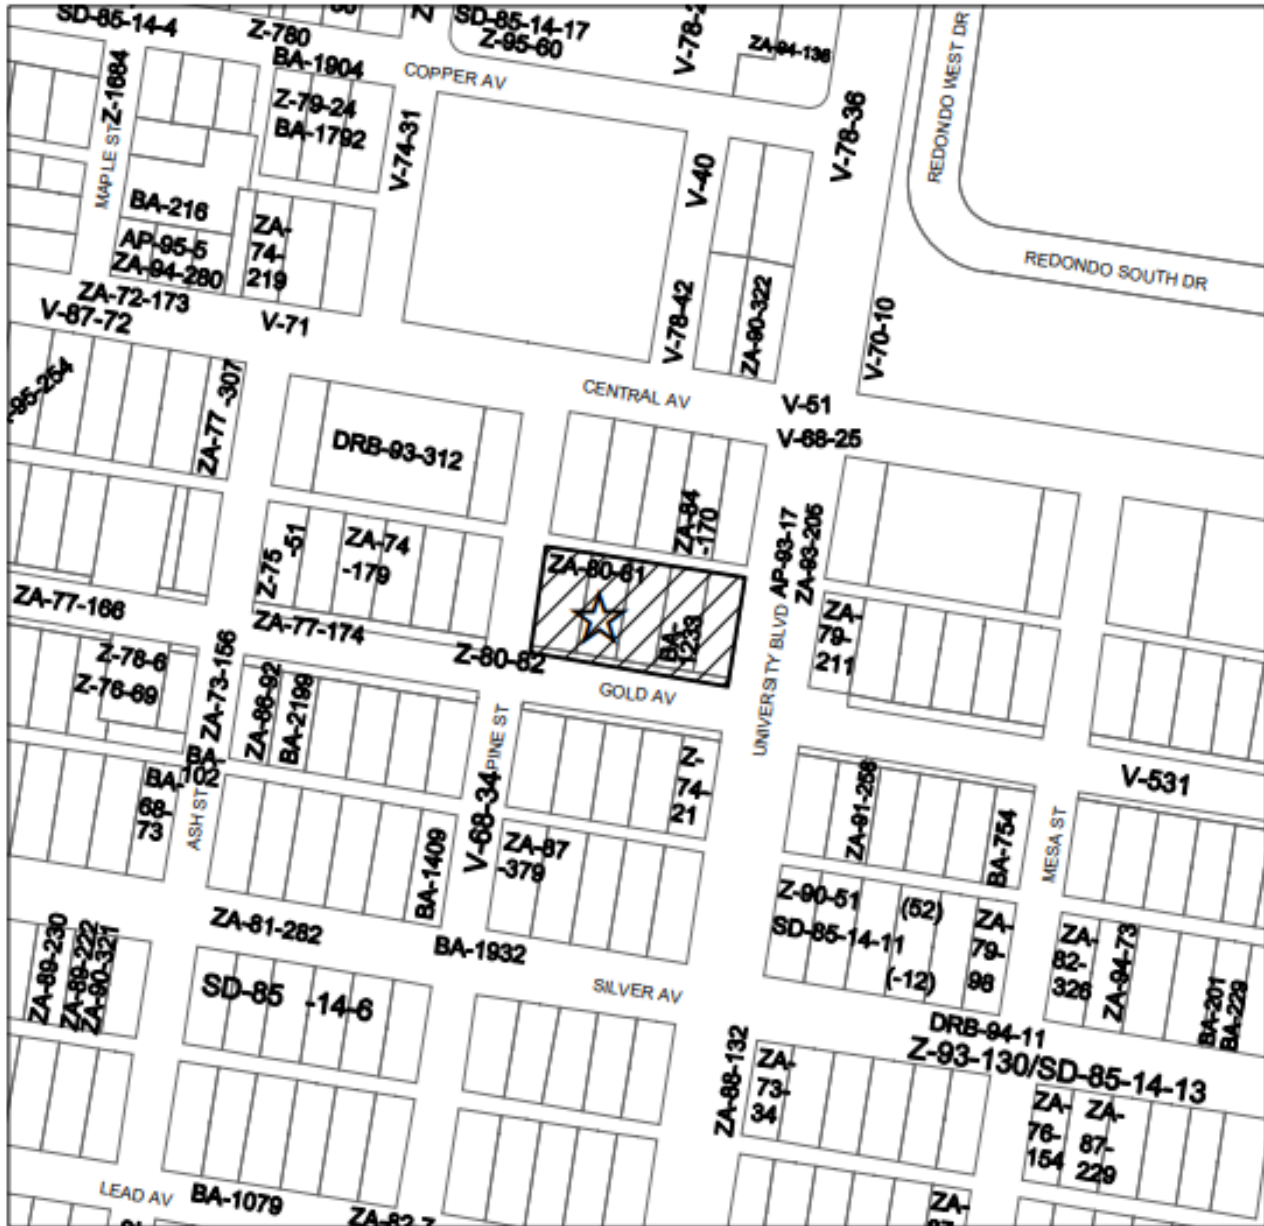 SD-85-14-4
Z-780
BA-1904
SD-85-14-17
Z-95-60
ZA-94-136
COPPER AV
Z-1684
MAPLE ST
Z-79-24
BA-1792
V-74-31
V-40
V-78-36
REDONDO WEST DR
BA-216
AP-95-5
ZA-94-280
ZA-
74-
219
REDONDO SOUTH DR
ZA-72-173
V-87-72
V-71
V-78-42
ZA-90-322
V-70-10
-95-254
ZA-77 -307
CENTRAL AV
V-51
V-68-25
DRB-93-312
Z-75 -51
ZA-74
-179
ZA-84
-170
AP-93-17
ZA-93-205
ZA-80-81
BA-
1233
UNIVERSITY BLVD
ZA-
79-
211
ZA-77-166
ZA-77-174
Z-80-82
GOLD AV
Z-78-6
Z-76-69
ZA-73-156
ZA-86-92
BA-2199
PINE ST
Z-
74-
21
BA-
102
BA-
68-
73
ASH ST
V-68-34
ZA-91-258
BA-754
V-531
MESA ST
BA-1409
ZA-87
-379
Z-90-51
(52)
SD-85-14-11
(-12)
ZA-
79-
98
ZA-
82-
326
ZA-94-73
BA-201
BA-229
ZA-89-230
ZA-89-222
ZA-90-321
ZA-81-282
BA-1932
SD-85 -14-6
SILVER AV
DRB-94-11
Z-93-130/SD-85-14-13
ZA-88-132
ZA-
73-
34
ZA-
76-
154
ZA-
87-
229
LEAD AV
BA-1079
ZA-82-7
ZA-